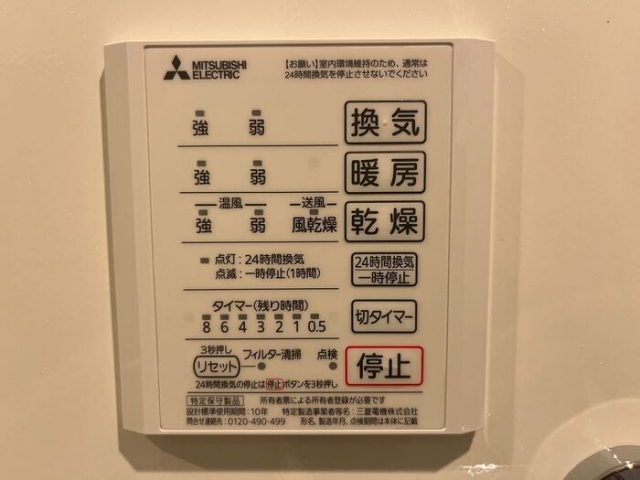 MITSUBISHI
ELECTRIC
【お願い】室内環境維持のため、通常は
24時間換気を停止させないでください
強 弱 換気
強 弱 暖房
温風 送風
強 弱 風乾燥 乾燥
点灯:24時間換気
点滅:一時停止(1時間)
24時間換気
一時停止
タイマー(残り時間)
8 6 4 3 2 1 0.5
切タイマー
3秒押し
リセット フィルター清掃 点検
停止
24時間換気の停止は停止ボタンを3秒押し
特定保守製品 所有者票による所有者登録が必要です
設計標準使用期間:10年 特定製造事業者等名:三菱電機株式会社
問合せ連絡先:0120-490-499 形名、製造年月、点検期間は本体に記載